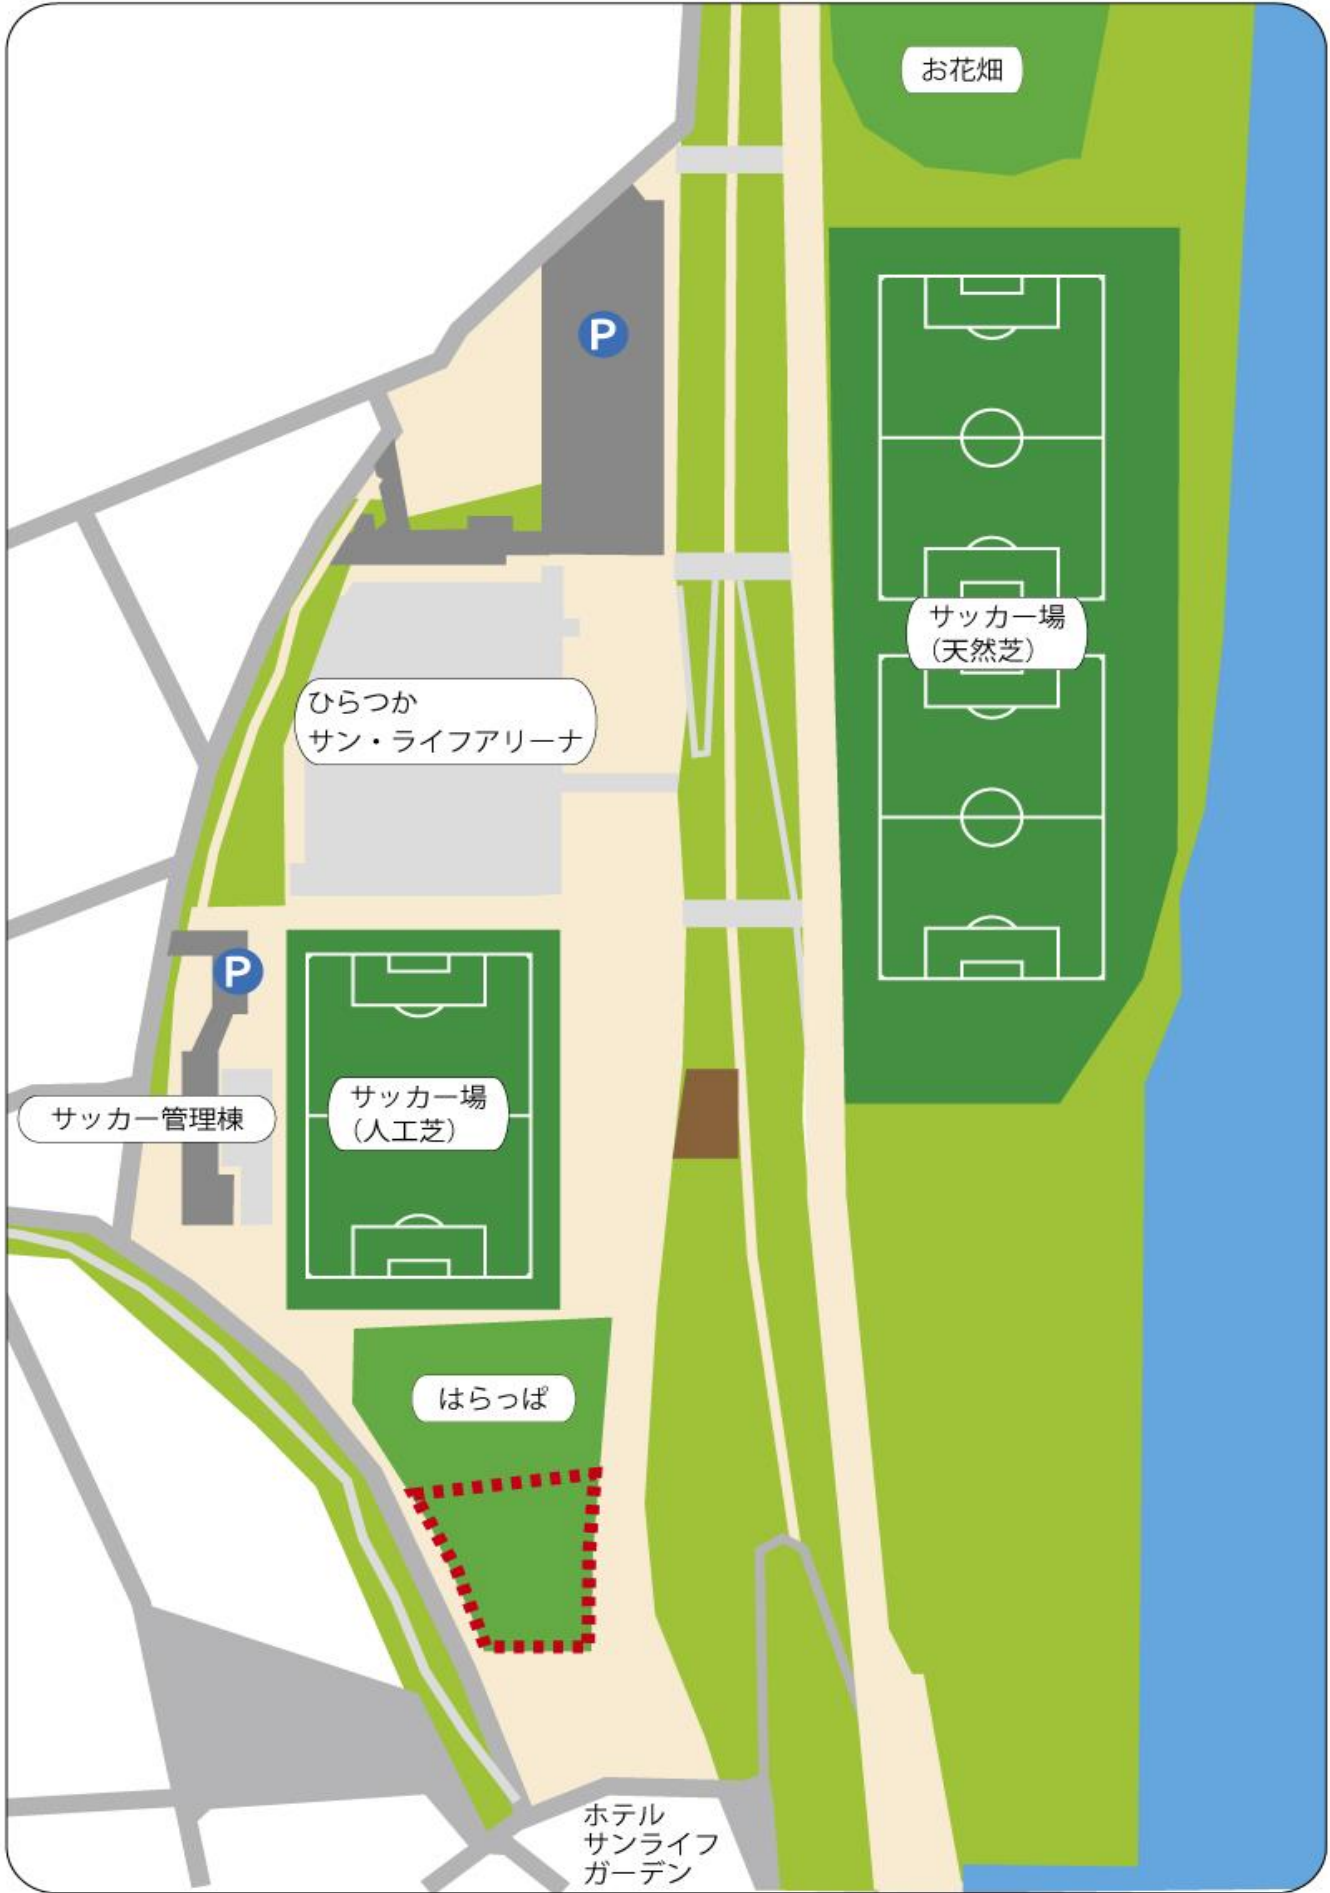 お花畑
P
サッカー場
（天然芝）
ひらつか
サン・ライフアリーナ
P
サッカー管理棟
サッカー場
（人工芝）
はらっぱ
ホテル
サンライフ
ガーデン